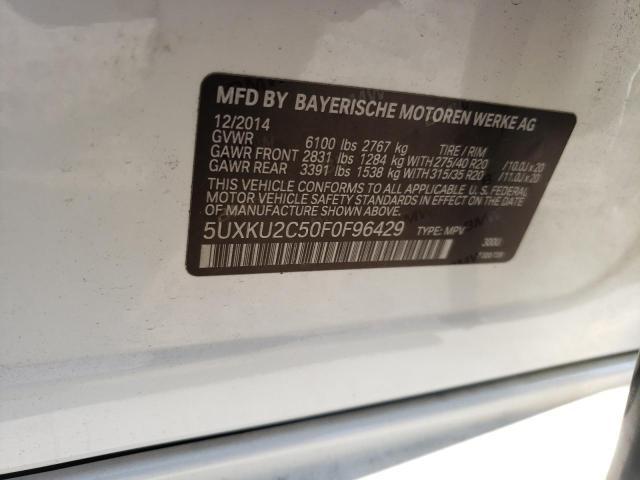 MFD BY BAYERISCHE MOTOREN WERKE AG
12/2014
GVWR 6100 lbs 2767 kg TIRE / RIM
GAWR FRONT 2831 lbs 1284 kg WITH 275/40 R20 /10.0J x 20
GAWR REAR 3391 lbs 1538 kg WITH 315/35 R20 /11.0J x 20
THIS VEHICLE CONFORMS TO ALL APPLICABLE U. S. FEDERAL
MOTOR VEHICLE SAFETY STANDARDS IN EFFECT ON THE DATE
OF MANUFACTURE SHOWN ABOVE.
5UXKU2C50F0F96429 TYPE: MPV 300U